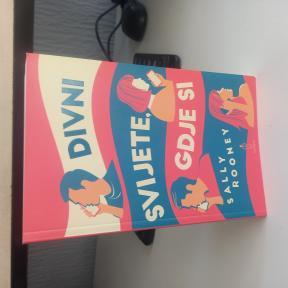 DIVNI
SVIJETE,
GDJE SI
SALLY
ROONEY